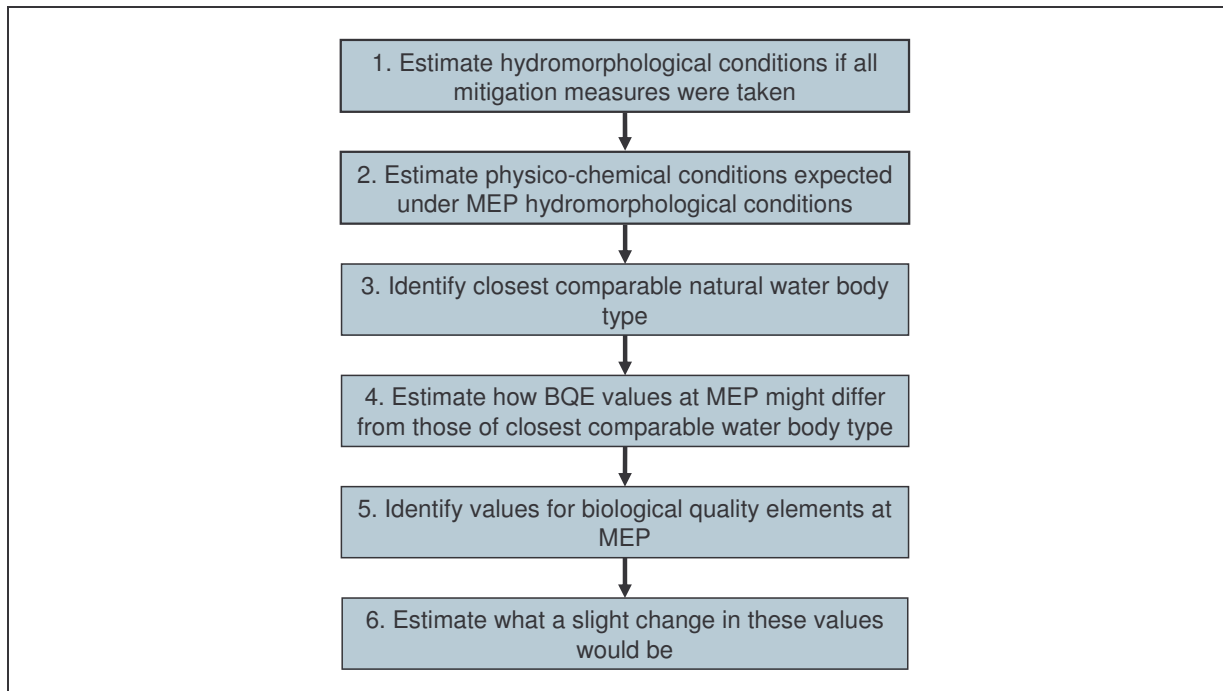 1. Estimate hydromorphological conditions if all
mitigation measures were taken
2. Estimate physico-chemical conditions expected
under MEP hydromorphological conditions
3. Identify closest comparable natural water body
type
4. Estimate how BQE values at MEP might differ
from those of closest comparable water body type
5. Identify values for biological quality elements at
MEP
6. Estimate what a slight change in these values
would be